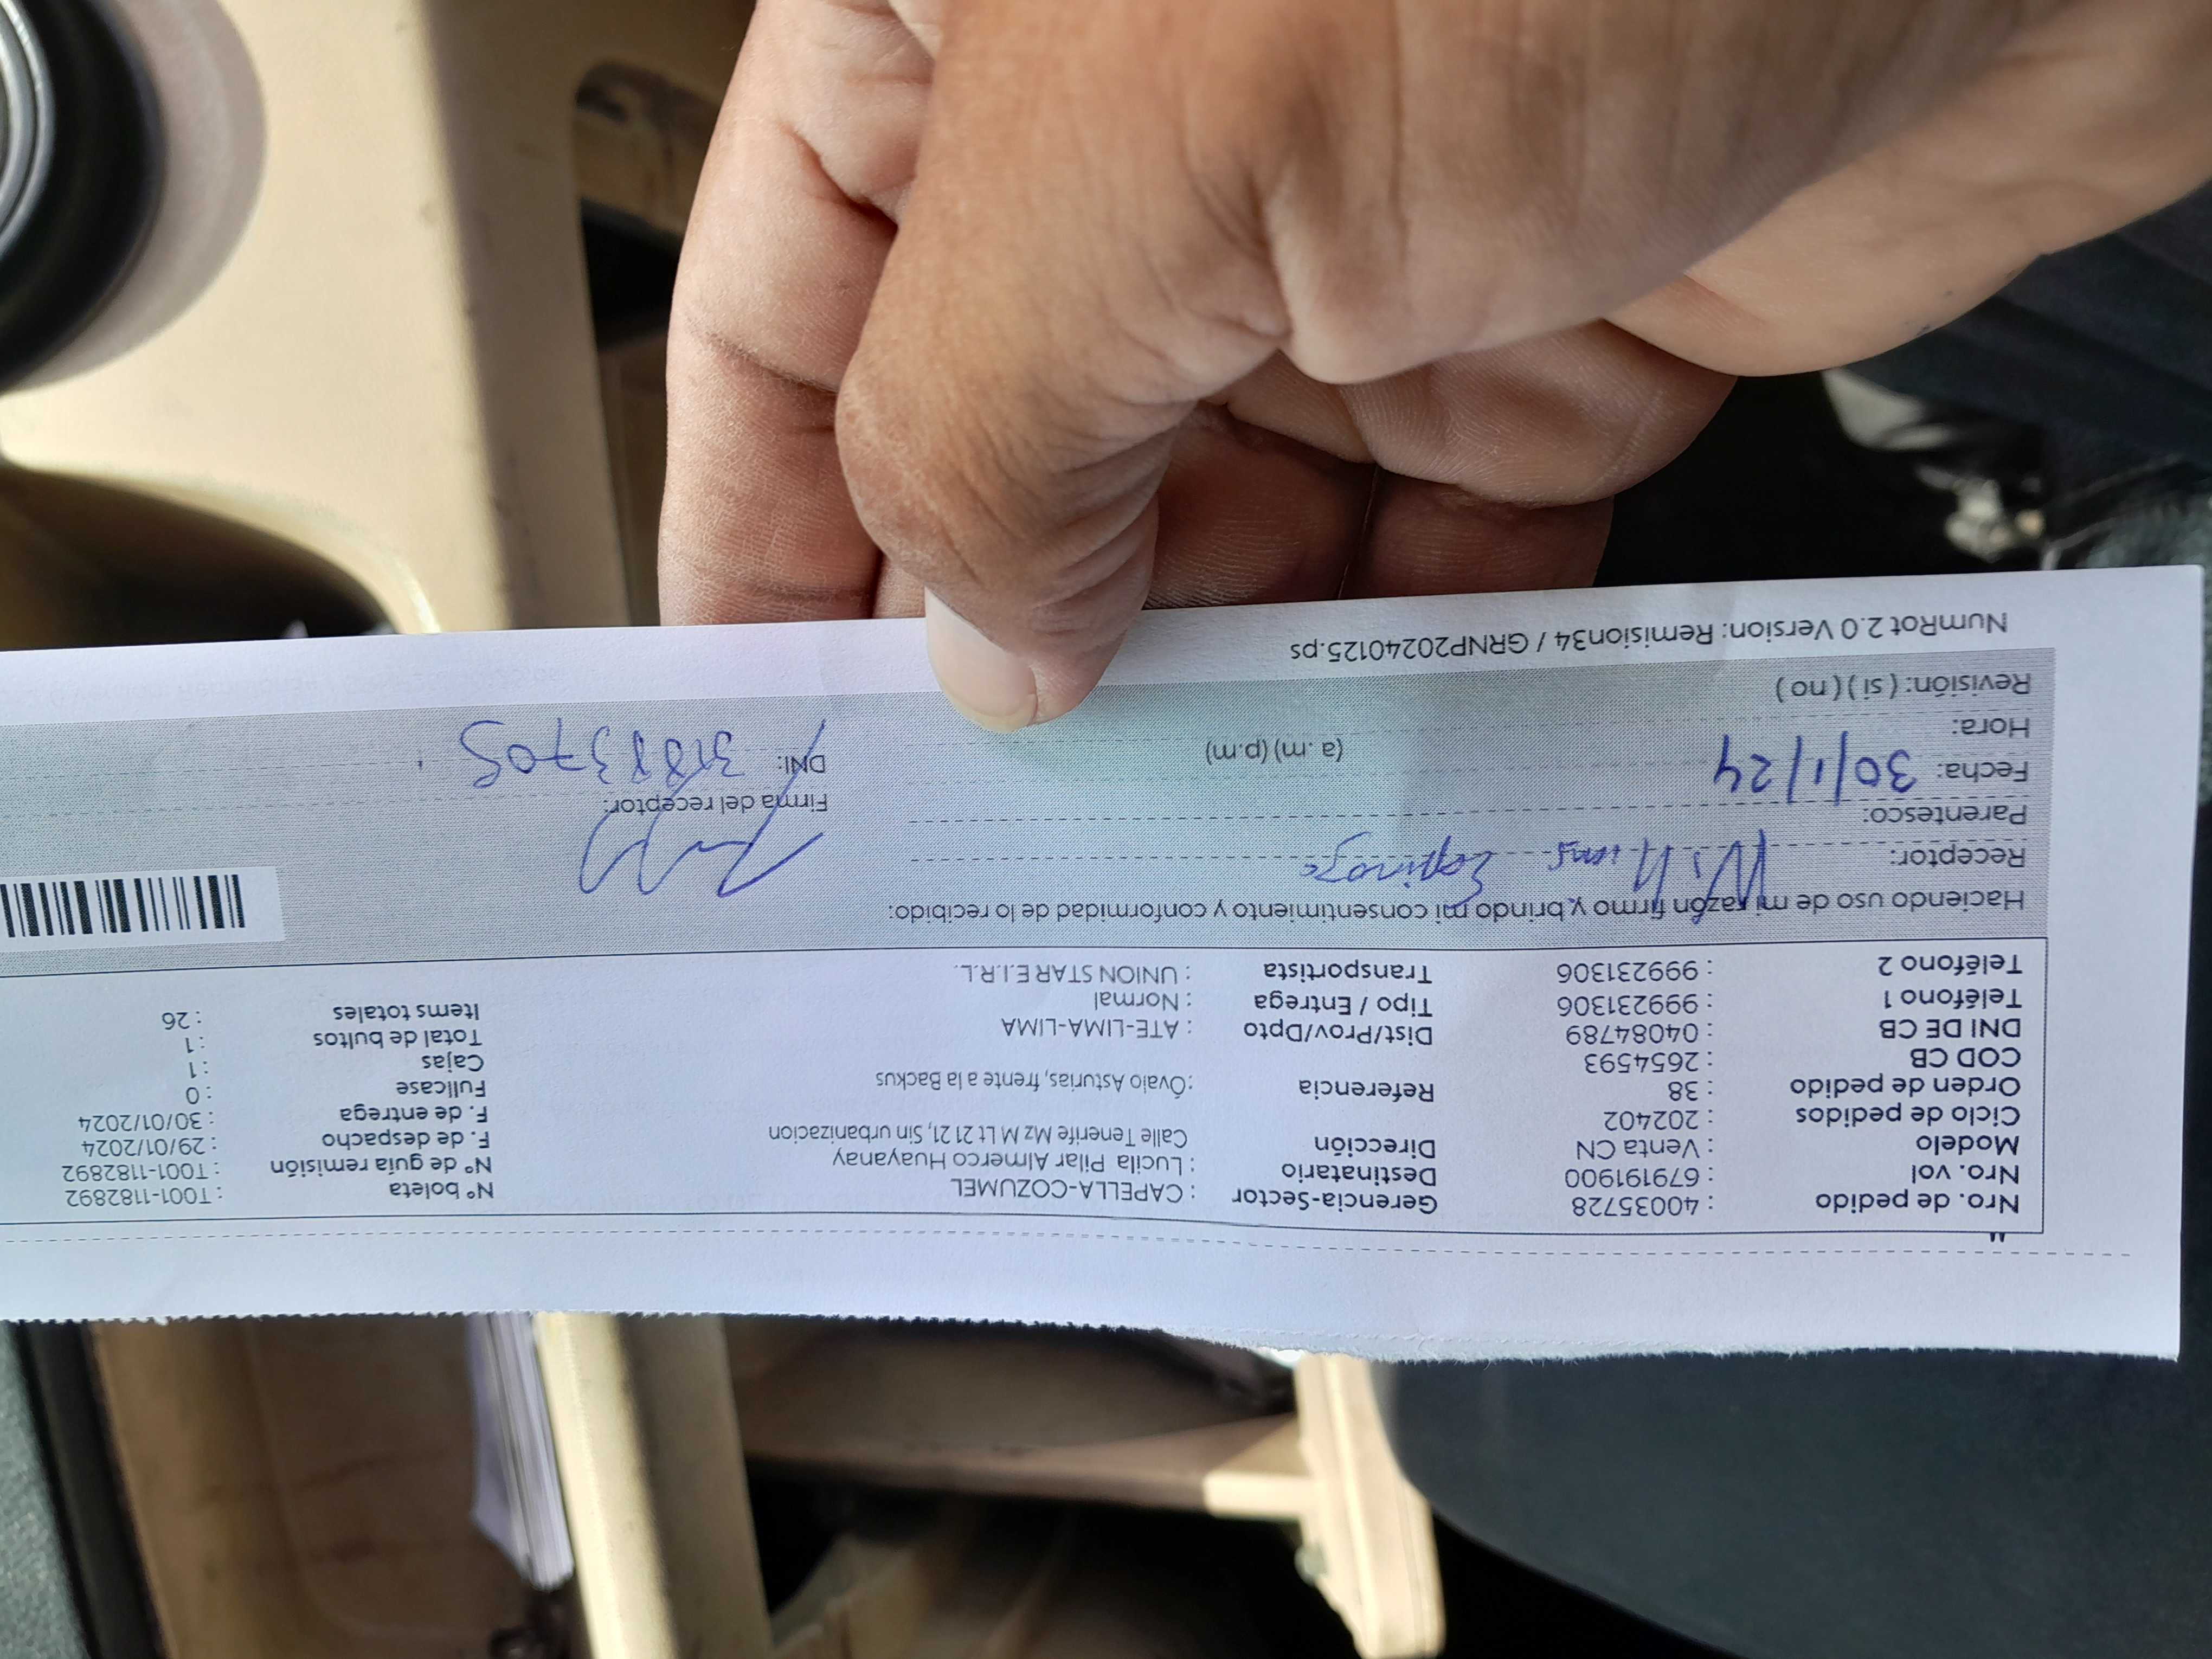 Nro. de pedido : 40035728 Gerencia-Sector : CAPELLA-COZUMEL N° boleta : T001-1182892
Nro. vol : 679191900 Destinatario : Lucila Pilar Almerco Huayanay N° de guía remisión : T001-1182892
Modelo : Venta CN Dirección Calle Tenerife Mz M Lt 21 21, Sin urbanizacion F. de despacho : 29/01/2024
Ciclo de pedidos : 202402 F. de entrega : 30/01/2024
Orden de pedido : 38 Referencia : Óvalo Asturias, frente a la Backus Fullcase : 0
COD CB : 2654593 Cajas : 1
DNI DE CB : 04084789 Dist/Prov/Dpto : ATE-LIMA-LIMA Total de bultos : 1
Teléfono 1 : 999231306 Tipo / Entrega : Normal Items totales : 26
Teléfono 2 : 999231306 Transportista : UNION STAR E.I.R.L.
Haciendo uso de mi razón firmo y brindo mi consentimiento y conformidad de lo recibido:
Receptor: Espinoza
Parentesco: Firma del receptor:
Fecha: 30/1/24 DNI:
Hora: (a. m) (p.m)
Revisión: ( si ) ( no )
NumRot 2.0 Version: Remision34 / GRNP20240125.ps